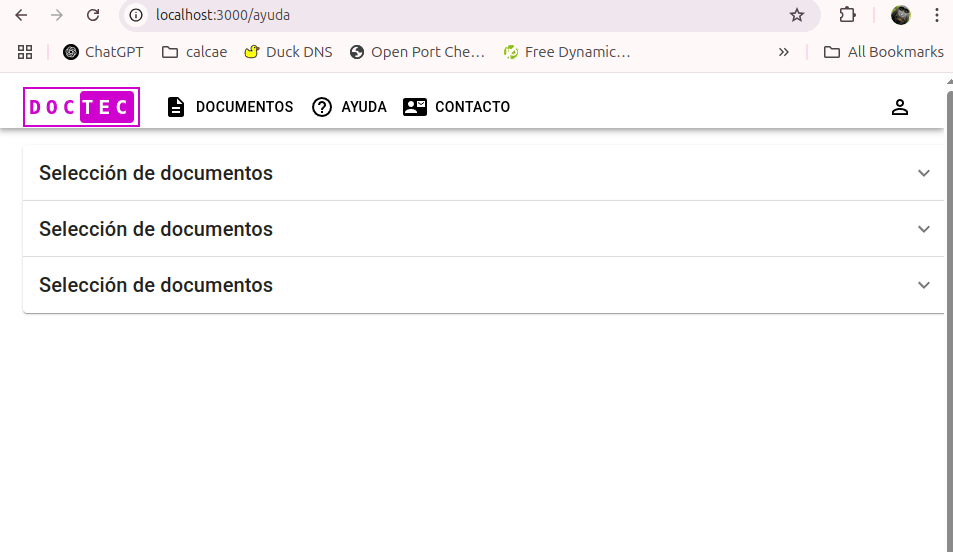 localhost:3000/ayuda
ChatGPT calcae Duck DNS Open Port Che... Free Dynamic... » All Bookmarks
DOCTEC DOCUMENTOS AYUDA CONTACTO
Selección de documentos
Selección de documentos
Selección de documentos